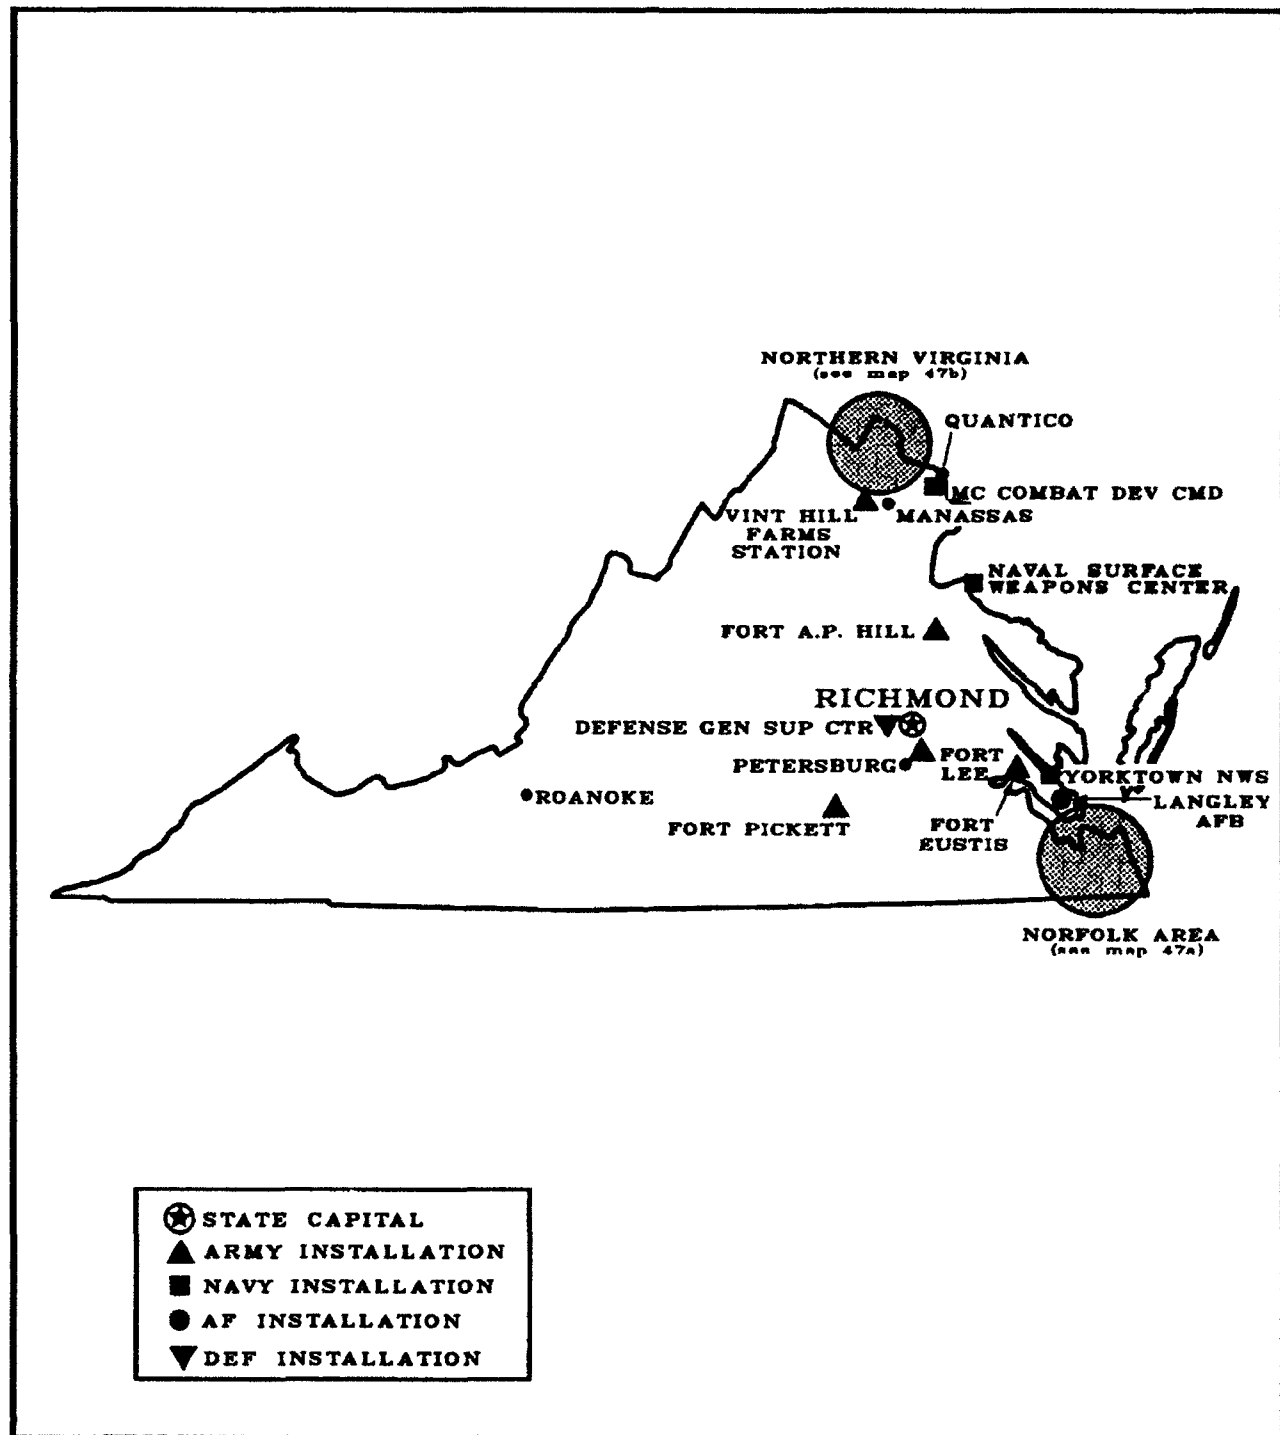 NORTHERN VIRGINIA
(see map 47b)
QUANTICO
MC COMBAT DEV CMD
VINT HILL
FARMS
STATION
MANASSAS
NAVAL SURFACE
WEAPONS CENTER
FORT A.P. HILL
RICHMOND
DEFENSE GEN SUP CTR
PETERSBURG
FORT
LEE
YORKTOWN NWS
ROANOKE
LANGLEY
AFB
FORT PICKETT
FORT
EUSTIS
NORFOLK AREA
(see map 47a)
STATE CAPITAL
ARMY INSTALLATION
NAVY INSTALLATION
AF INSTALLATION
DEF INSTALLATION